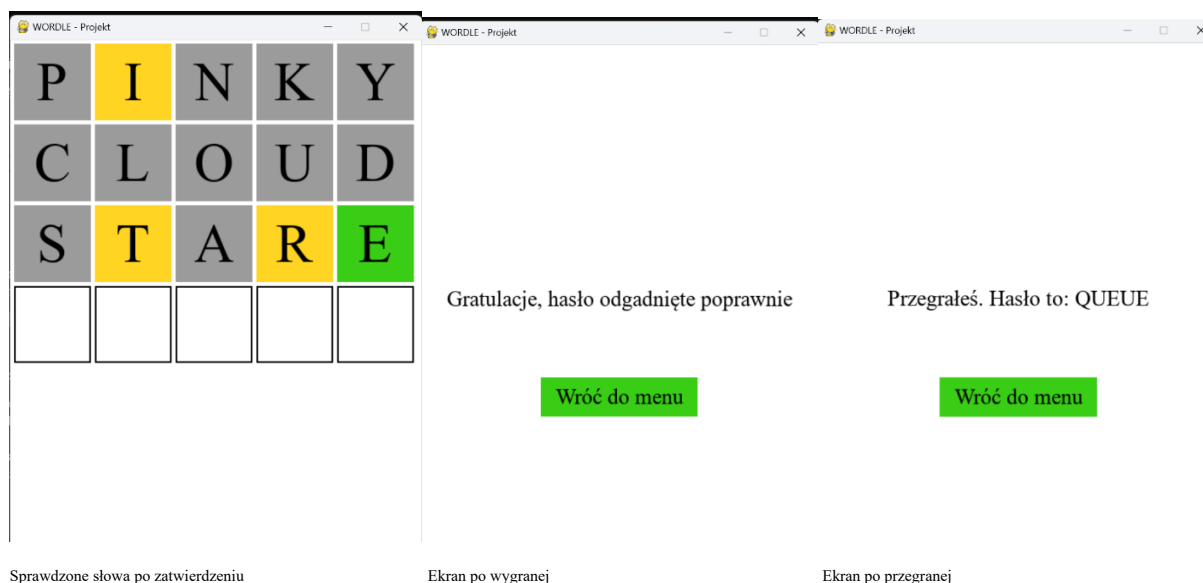 WORDLE - Projekt
P I N K Y
C L O U D
S T A R E
Sprawdzone słowa po zatwierdzeniu
WORDLE - Projekt
Gratulacje, hasło odgadnięte poprawnie
Wróć do menu
Ekran po wygranej
WORDLE - Projekt
Przegrałeś. Hasło to: QUEUE
Wróć do menu
Ekran po przegranej